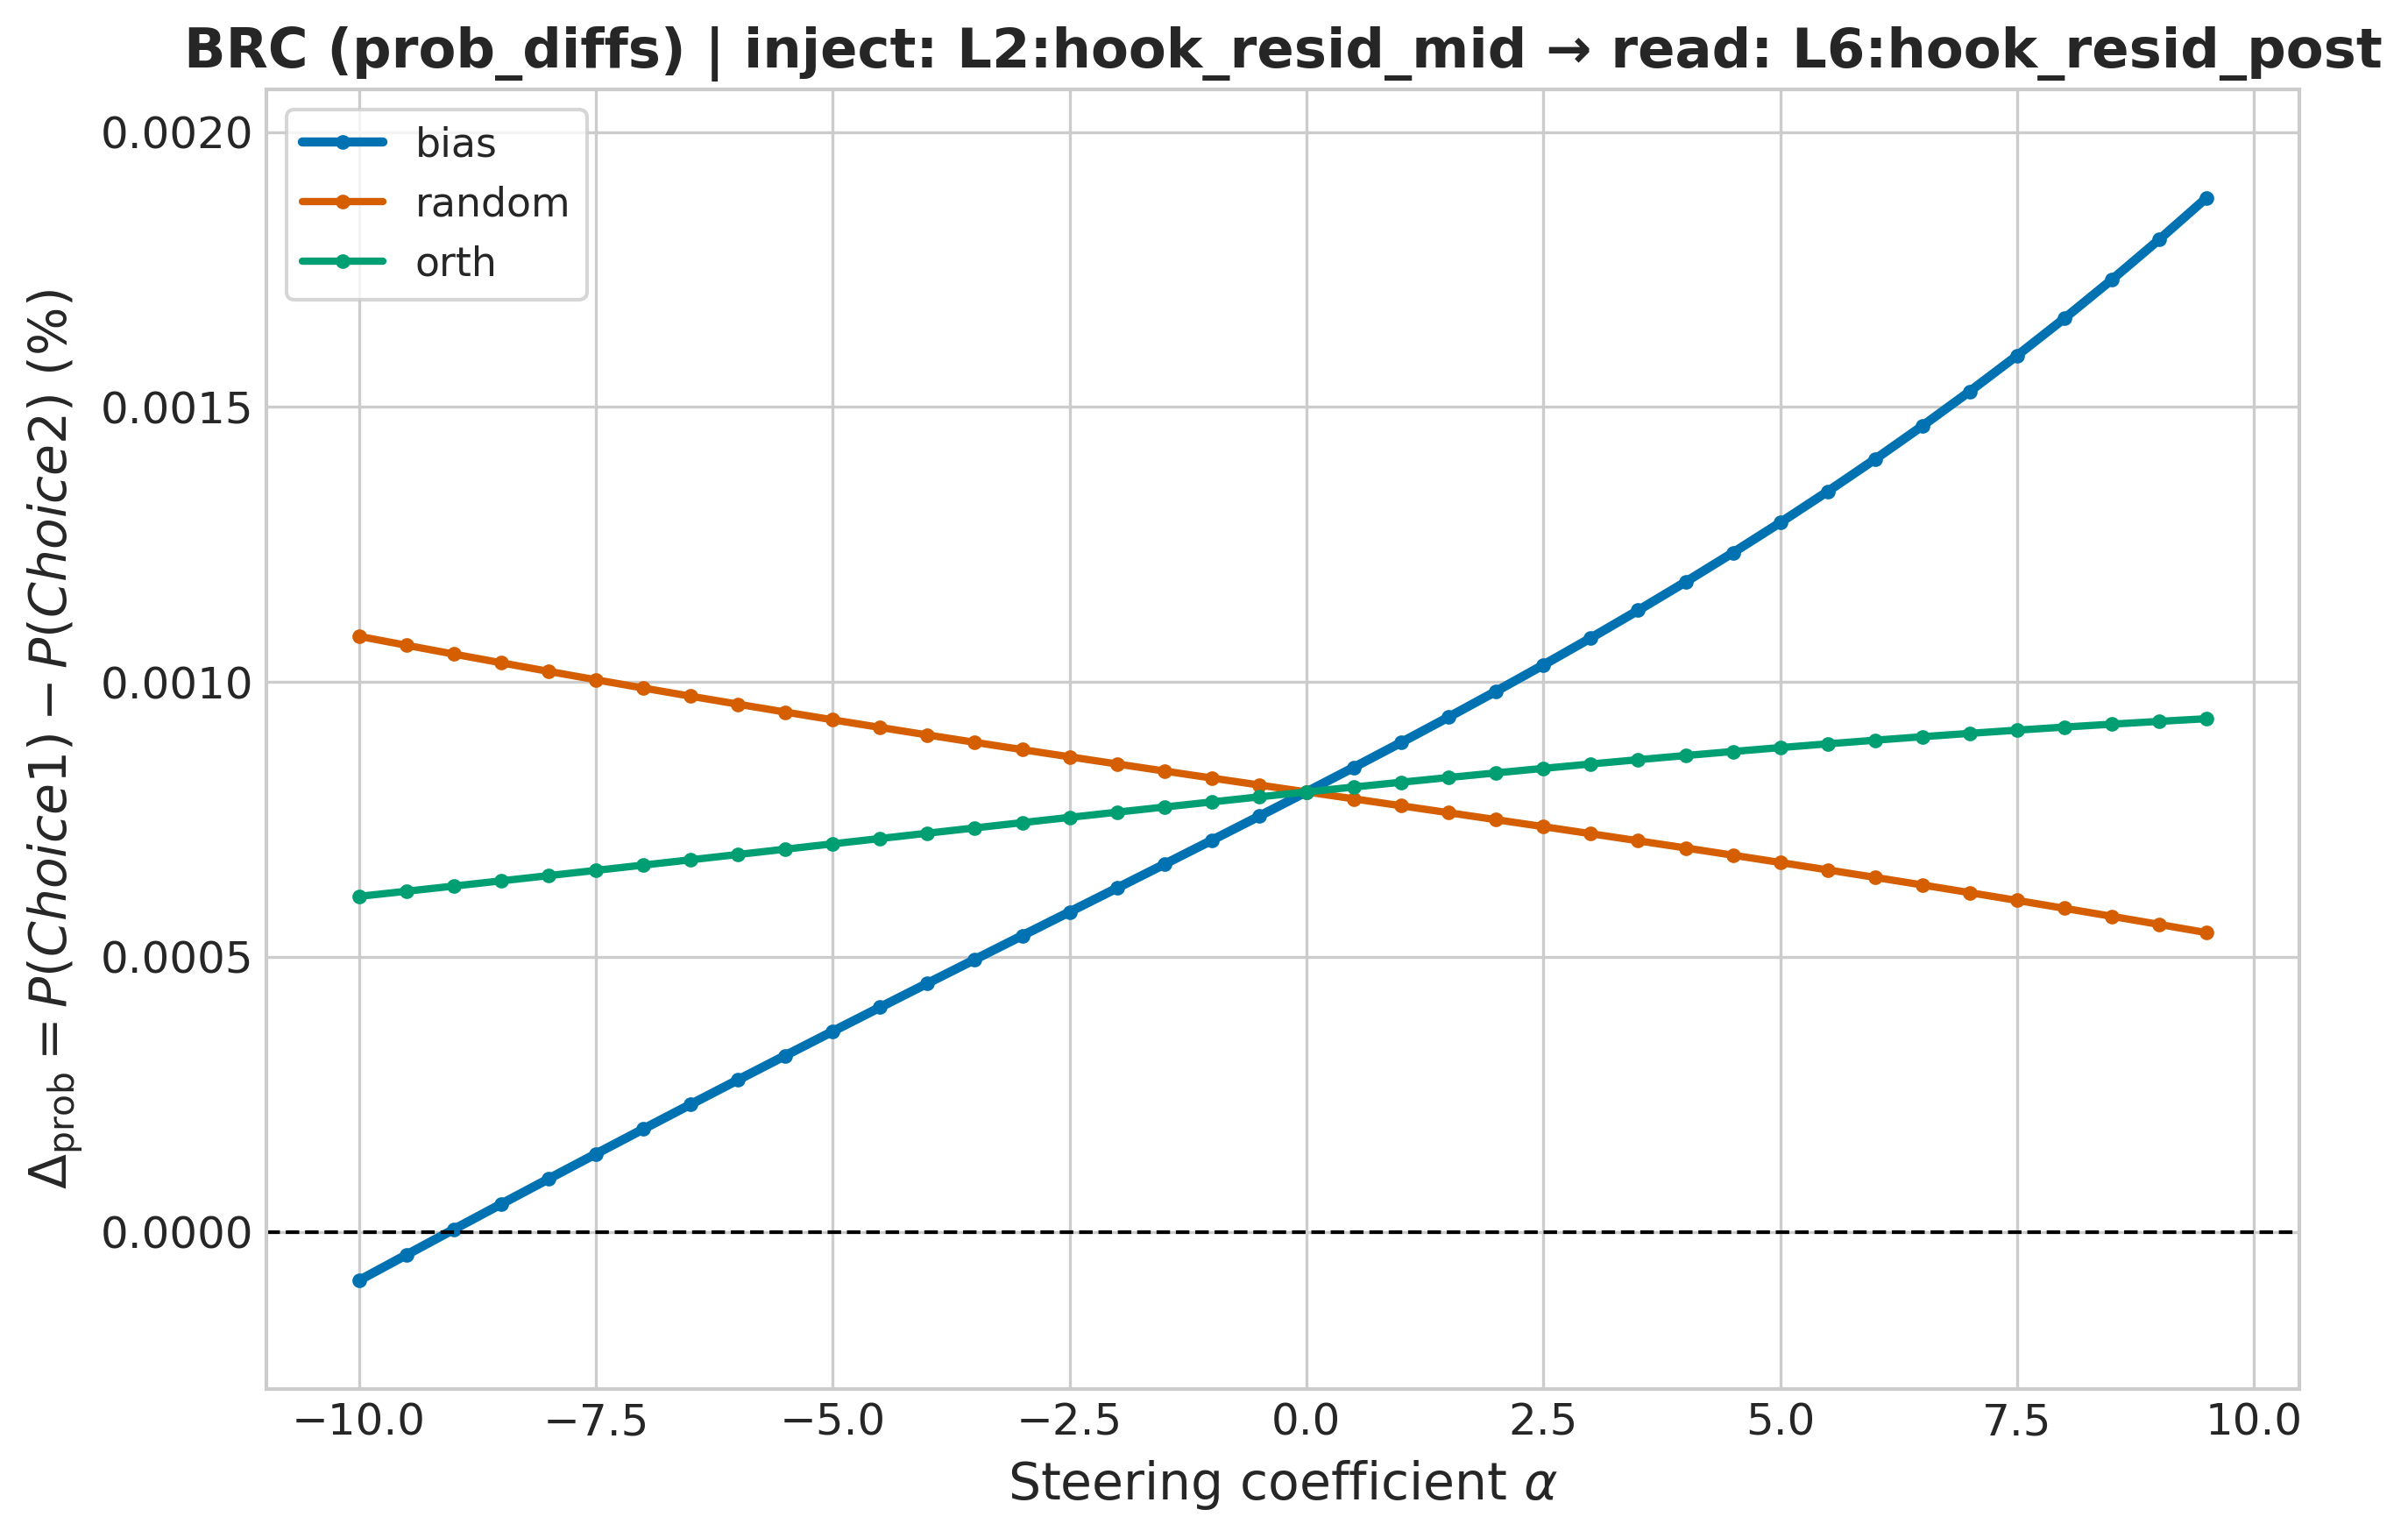 BRC (prob_diffs) | inject: L2:hook_resid_mid → read: L6:hook_resid_post
bias
random
orth
Δprob = P(Choice1) − P(Choice2) (%)
0.0020
0.0015
0.0010
0.0005
0.0000
−10.0 −7.5 −5.0 −2.5 0.0 2.5 5.0 7.5 10.0
Steering coefficient α